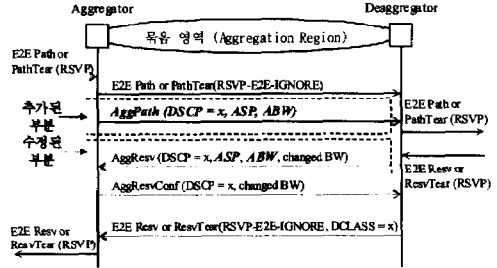 Aggregator
Deaggregator
묶음 영역 (Aggregation Region)
E2E Path or
PathTear (RSVP)
E2E Path or PathTear(RSVP-E2E-IGNORE)
추가된
부분
AggPath (DSCP = x, ASP, ABW)
E2E Path or
PathTear (RSVP)
수정된
부분
AggResv (DSCP = x, ASP, ABW, changed BW)
E2E Resv or
ResvTear (RSVP)
AggResvConf (DSCP = x, changed BW)
E2E Resv or
ResvTear (RSVP)
E2E Resv or ResvTear(RSVP-E2E-IGNORE, DCLASS = x)